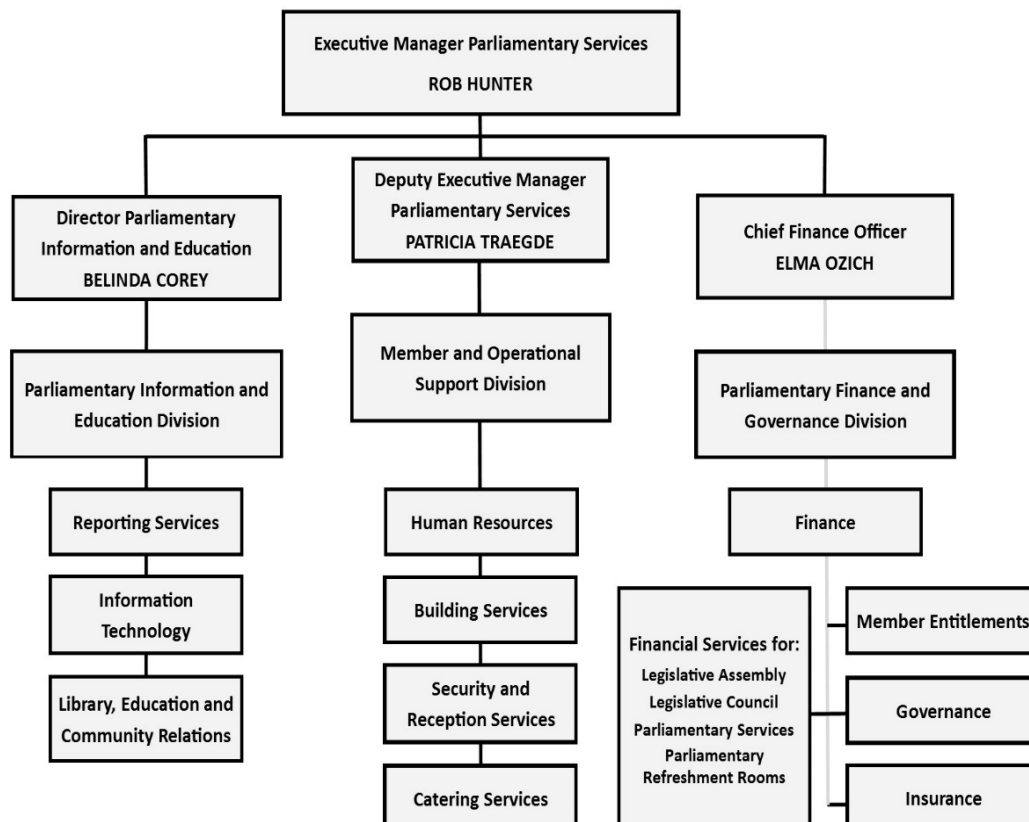 Executive Manager Parliamentary Services
ROB HUNTER
Director Parliamentary
Information and Education
BELINDA COREY
Deputy Executive Manager
Parliamentary Services
PATRICIA TRAEGDE
Chief Finance Officer
ELMA OZICH
Parliamentary Information and
Education Division
Member and Operational
Support Division
Parliamentary Finance and
Governance Division
Reporting Services
Human Resources
Finance
Information
Technology
Building Services
Library, Education and
Community Relations
Security and
Reception Services
Catering Services
Financial Services for:
Legislative Assembly
Legislative Council
Parliamentary Services
Parliamentary
Refreshment Rooms
Member Entitlements
Governance
Insurance